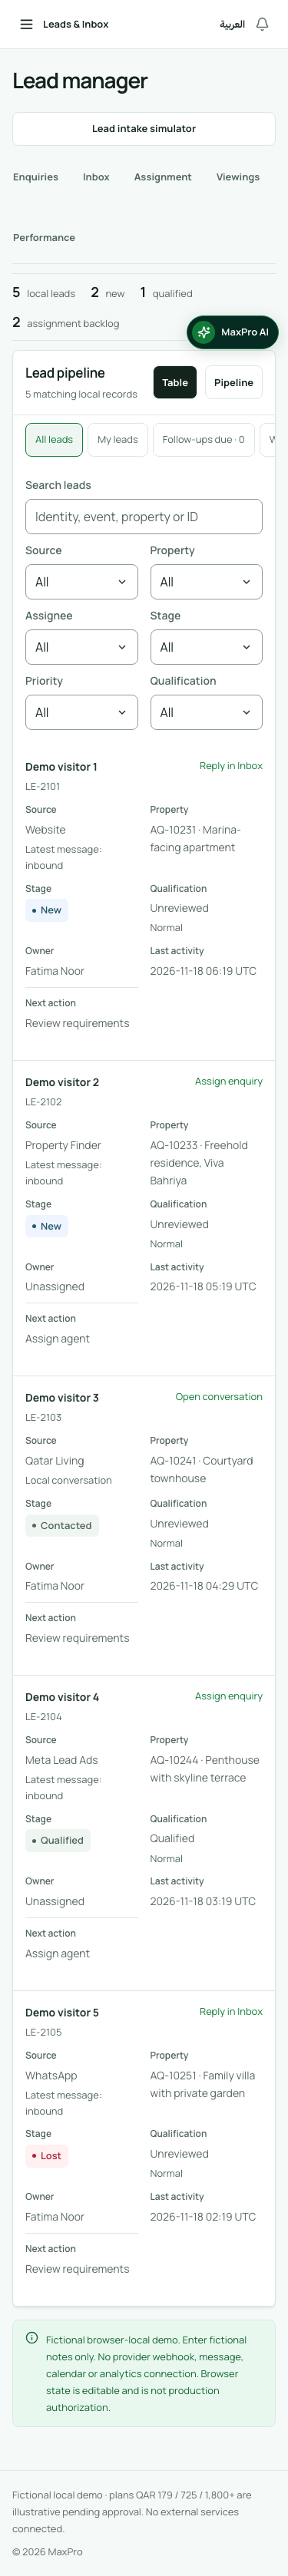 Leads & Inbox
العربية
Lead manager
Lead intake simulator
Enquiries Inbox Assignment Viewings
Performance
5 local leads 2 new 1 qualified
2 assignment backlog
MaxPro AI
Lead pipeline
5 matching local records
Table Pipeline
All leads My leads Follow-ups due · 0
Search leads
Identity, event, property or ID
Source Property
All All
Assignee Stage
All All
Priority Qualification
All All
Demo visitor 1 Reply in Inbox
LE-2101
Source Property
Website AQ-10231 · Marina-
facing apartment
Latest message:
inbound
Stage Qualification
New Unreviewed
Normal
Owner Last activity
Fatima Noor 2026-11-18 06:19 UTC
Next action
Review requirements
Demo visitor 2 Assign enquiry
LE-2102
Source Property
Property Finder AQ-10233 · Freehold
residence, Viva
Bahriya
Latest message:
inbound
Stage Qualification
New Unreviewed
Normal
Owner Last activity
Unassigned 2026-11-18 05:19 UTC
Next action
Assign agent
Demo visitor 3 Open conversation
LE-2103
Source Property
Qatar Living AQ-10241 · Courtyard
townhouse
Local conversation
Stage Qualification
Contacted Unreviewed
Normal
Owner Last activity
Fatima Noor 2026-11-18 04:29 UTC
Next action
Review requirements
Demo visitor 4 Assign enquiry
LE-2104
Source Property
Meta Lead Ads AQ-10244 · Penthouse
with skyline terrace
Latest message:
inbound
Stage Qualification
Qualified Qualified
Normal
Owner Last activity
Unassigned 2026-11-18 03:19 UTC
Next action
Assign agent
Demo visitor 5 Reply in Inbox
LE-2105
Source Property
WhatsApp AQ-10251 · Family villa
with private garden
Latest message:
inbound
Stage Qualification
Lost Unreviewed
Normal
Owner Last activity
Fatima Noor 2026-11-18 02:19 UTC
Next action
Review requirements
Fictional browser-local demo. Enter fictional
notes only. No provider webhook, message,
calendar or analytics connection. Browser
state is editable and is not production
authorization.
Fictional local demo · plans QAR 179 / 725 / 1,800+ are
illustrative pending approval. No external services
connected.
© 2026 MaxPro